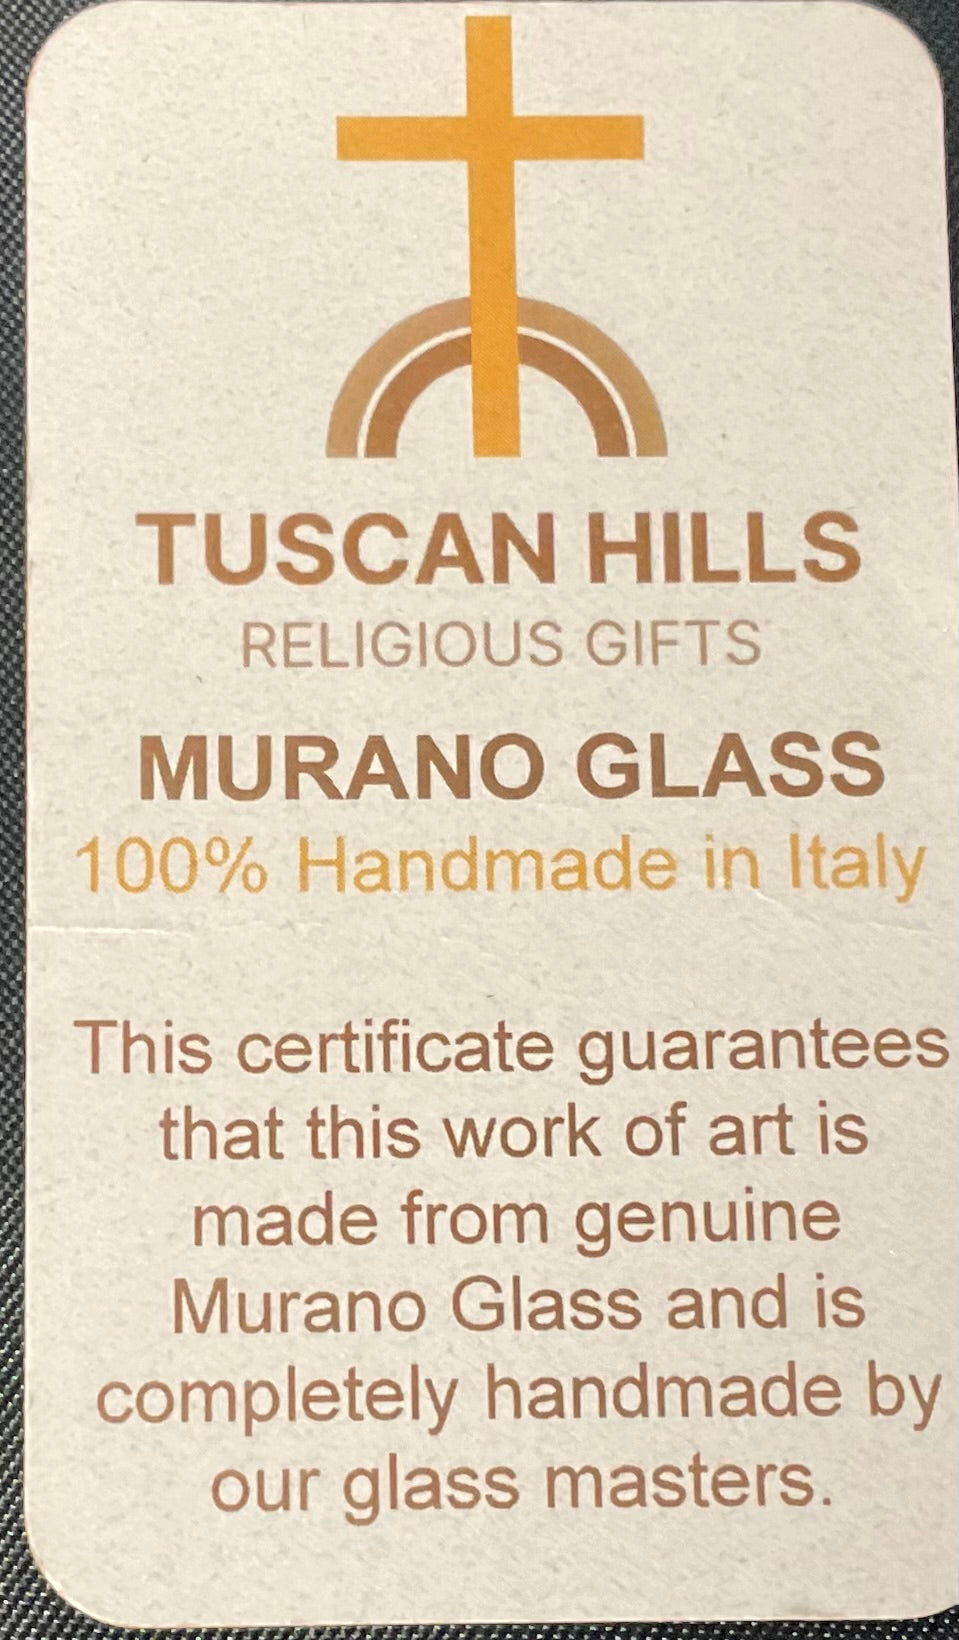 TUSCAN HILLS
RELIGIOUS GIFTS
MURANO GLASS
100% Handmade in Italy
This certificate guarantees
that this work of art is
made from genuine
Murano Glass and is
completely handmade by
our glass masters.